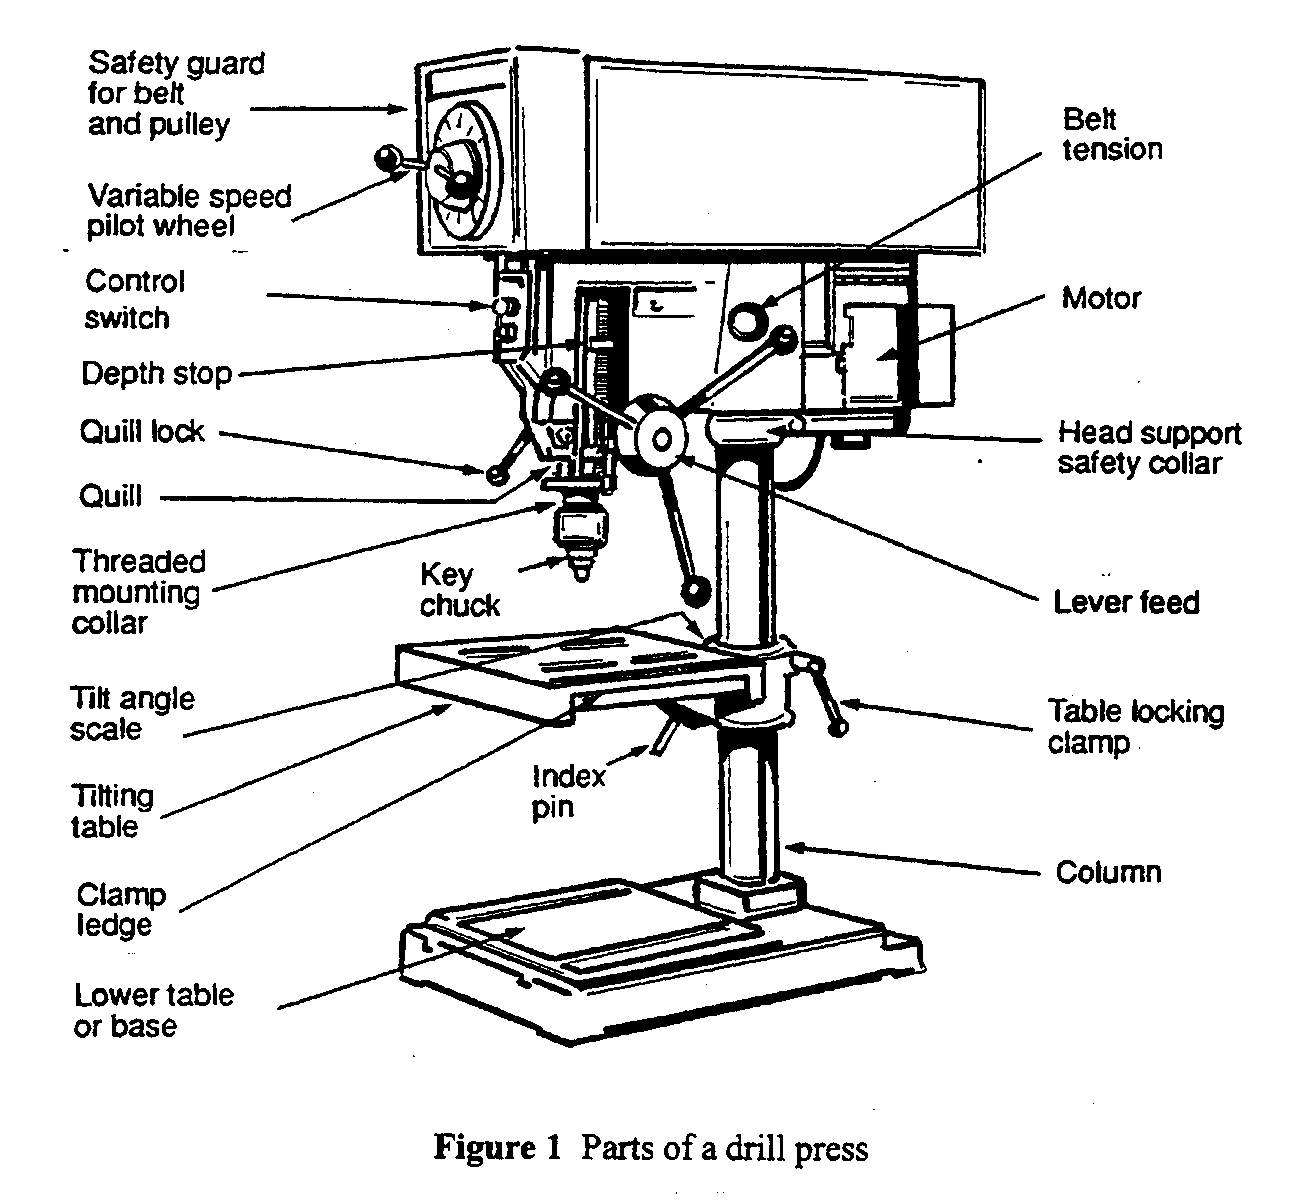 Safety guard
for belt
and pulley
Variable speed
pilot wheel
Control
switch
Depth stop
Quill lock
Quill
Threaded
mounting
collar
Key
chuck
Tilt angle
scale
Tilting
table
Index
pin
Clamp
ledge
Lower table
or base
Belt
tension
Motor
Head support
safety collar
Lever feed
Table locking
clamp
Column
Figure 1 Parts of a drill press